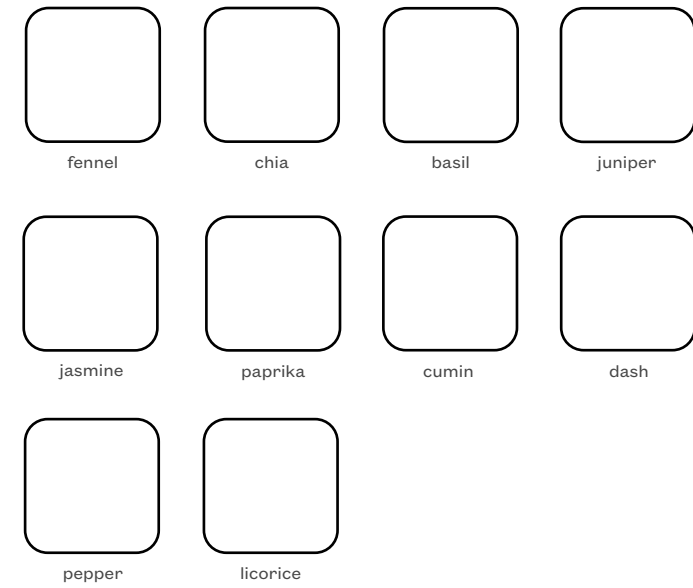 fennel chia basil juniper
jasmine paprika cumin dash
pepper licorice